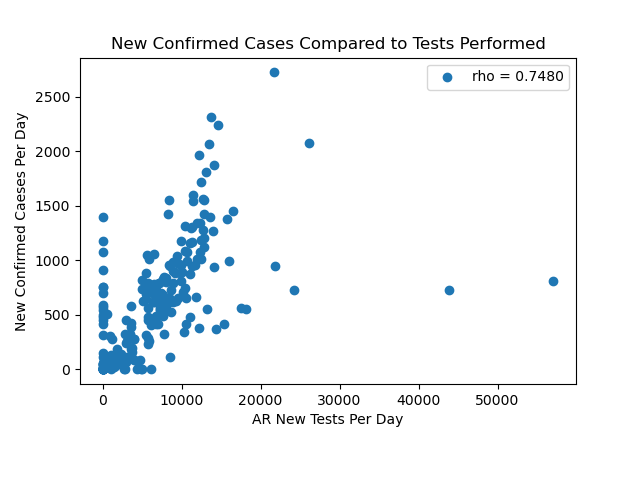 New Confirmed Cases Compared to Tests Performed
rho = 0.7480
New Confirmed Caeses Per Day
2500
2000
1500
1000
500
0
0 10000 20000 30000 40000 50000
AR New Tests Per Day